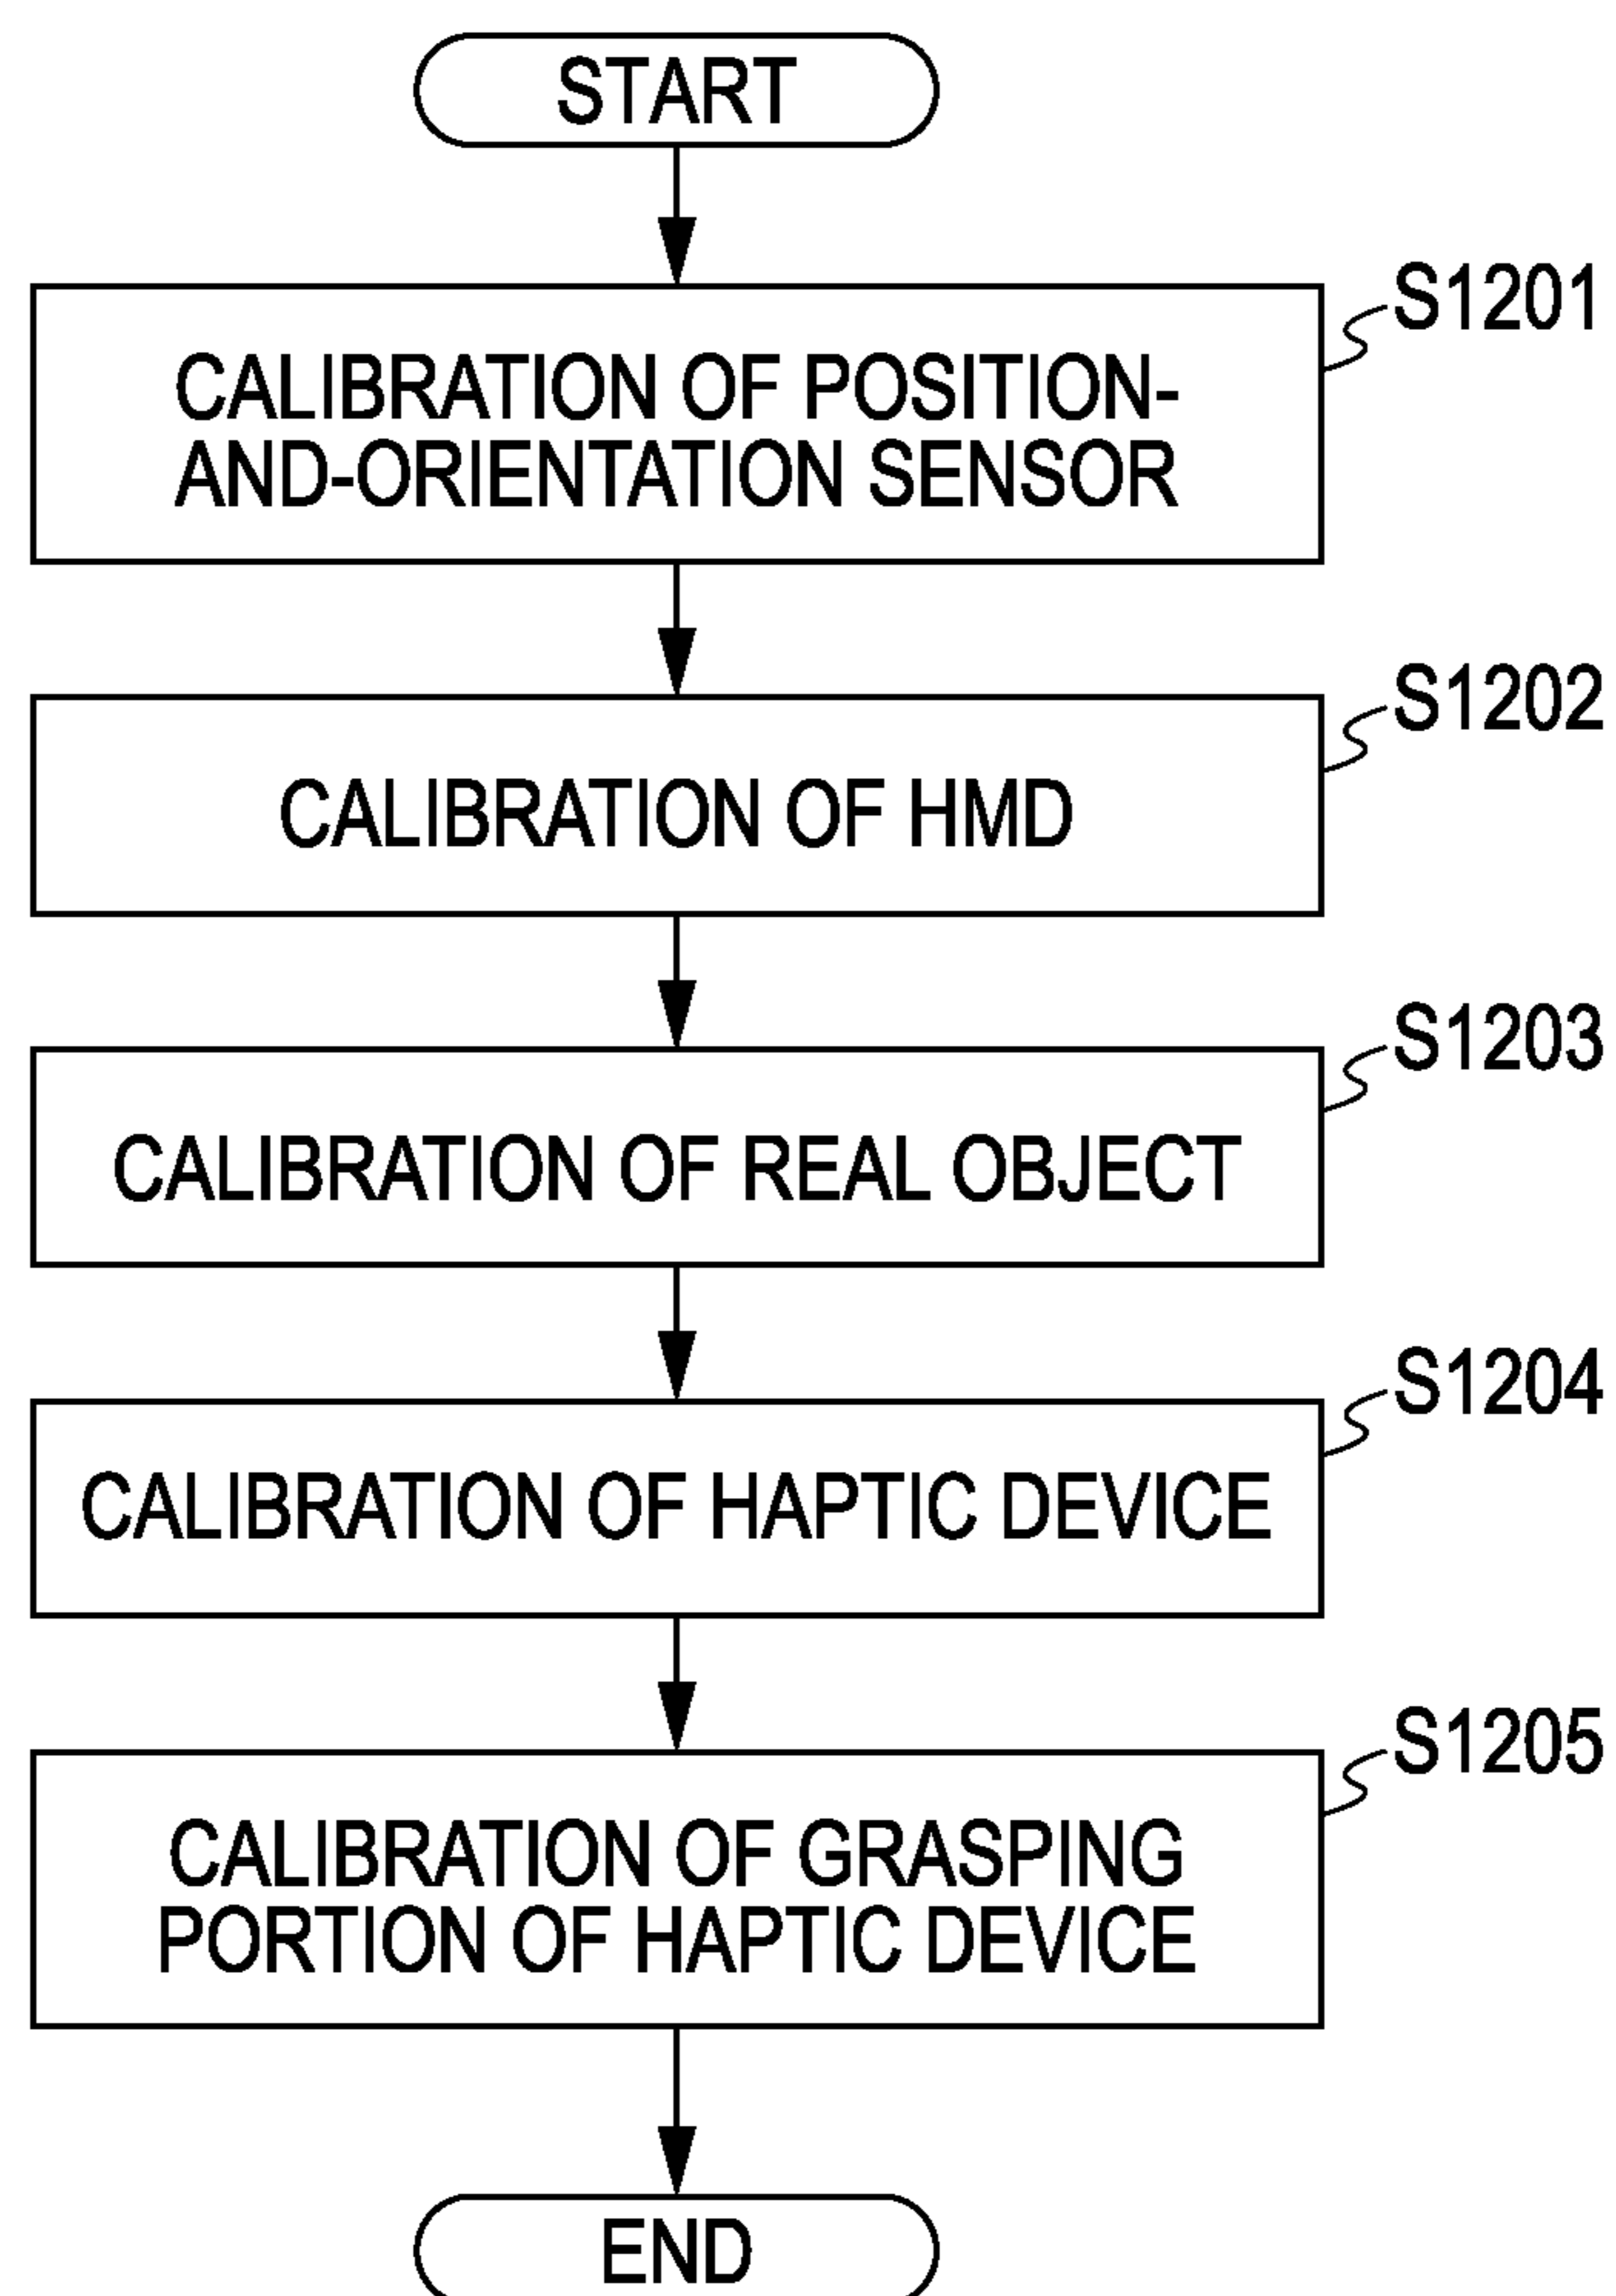 START
S1201
CALIBRATION OF POSITION-
AND-ORIENTATION SENSOR
S1202
CALIBRATION OF HMD
S1203
CALIBRATION OF REAL OBJECT
S1204
CALIBRATION OF HAPTIC DEVICE
S1205
CALIBRATION OF GRASPING
PORTION OF HAPTIC DEVICE
END